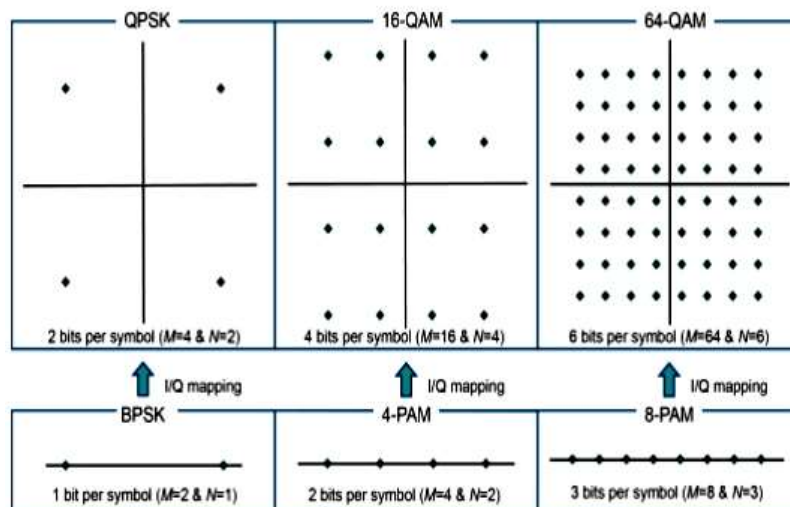 QPSK 16-QAM 64-QAM
2 bits per symbol (M=4 & N=2) 4 bits per symbol (M=16 & N=4) 6 bits per symbol (M=64 & N=6)
I/Q mapping I/Q mapping I/Q mapping
BPSK 4-PAM 8-PAM
1 bit per symbol (M=2 & N=1) 2 bits per symbol (M=4 & N=2) 3 bits per symbol (M=8 & N=3)